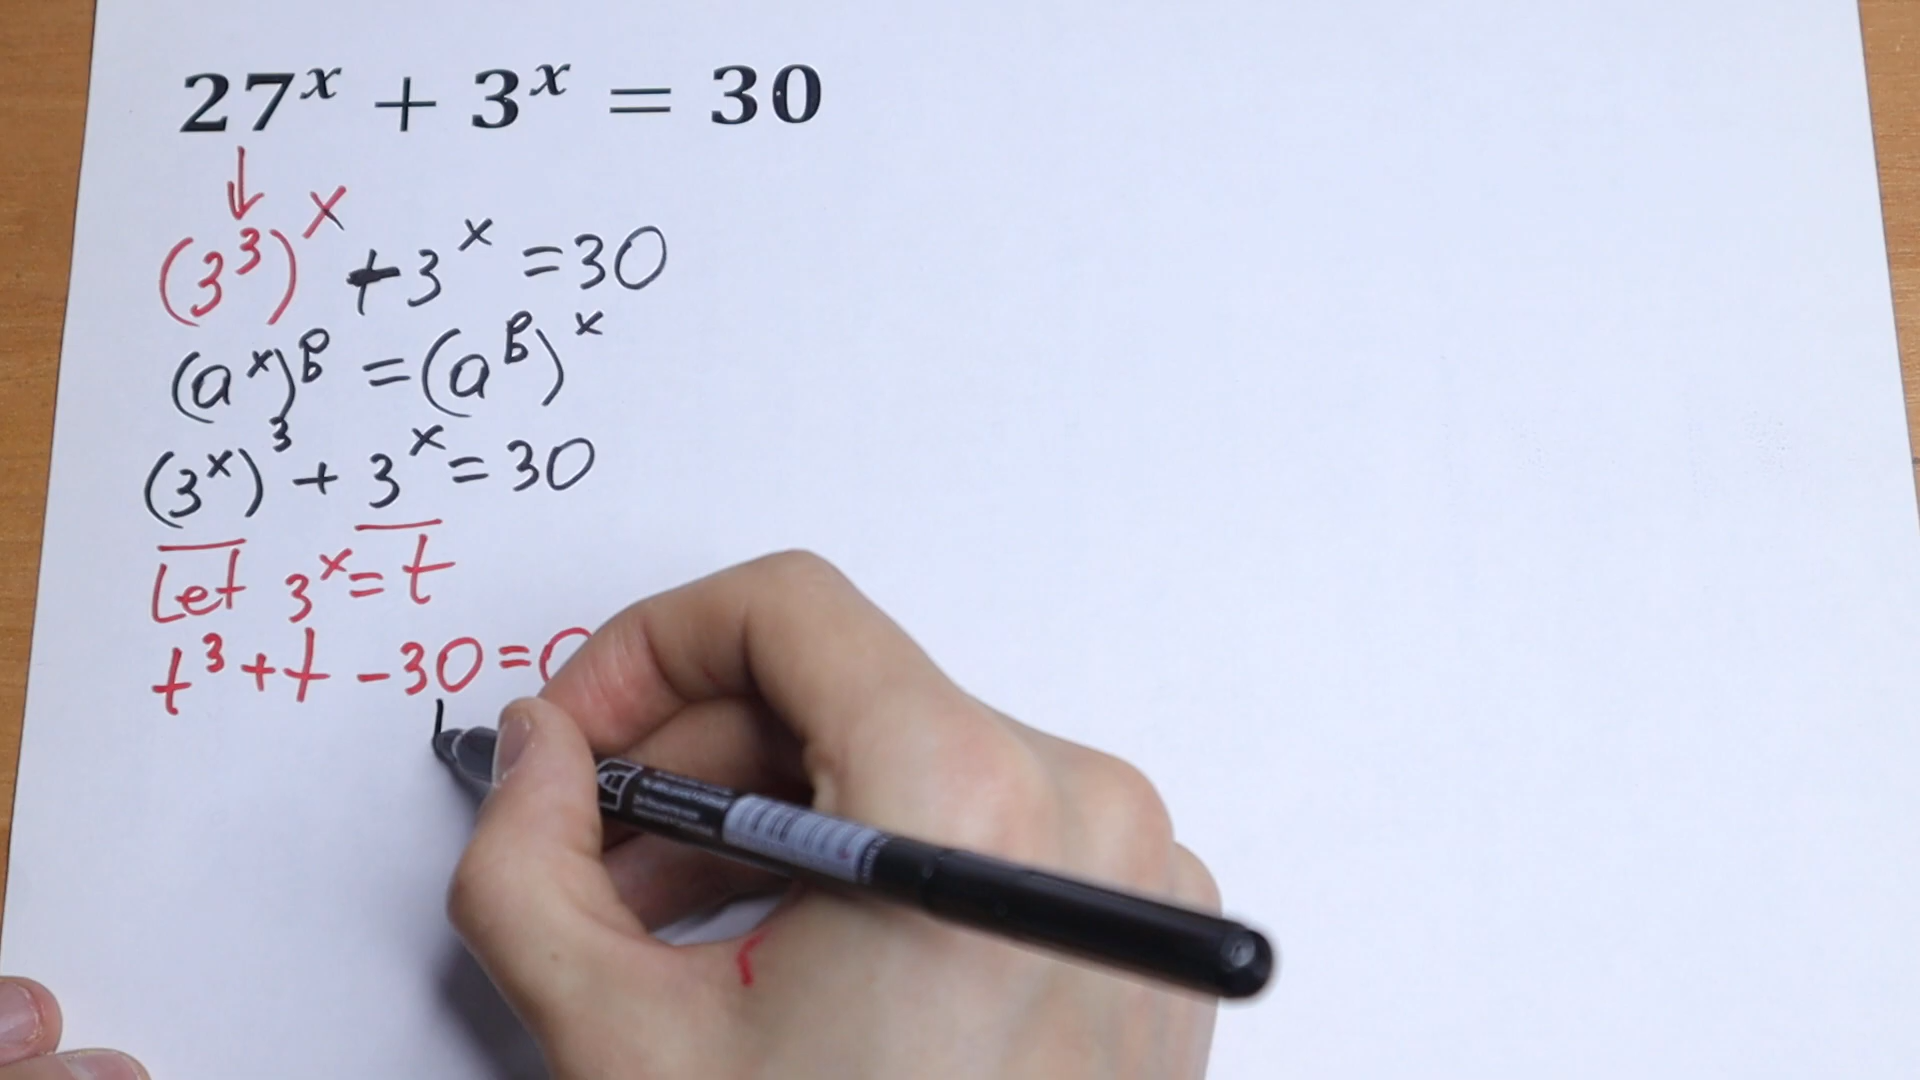 27^x + 3^x = 30
(3^3)^x + 3^x = 30
(a^x)^B = (a^B)^x
(3^x)^3 + 3^x = 30
Let 3^x = t
t^3 + t - 30 = 0